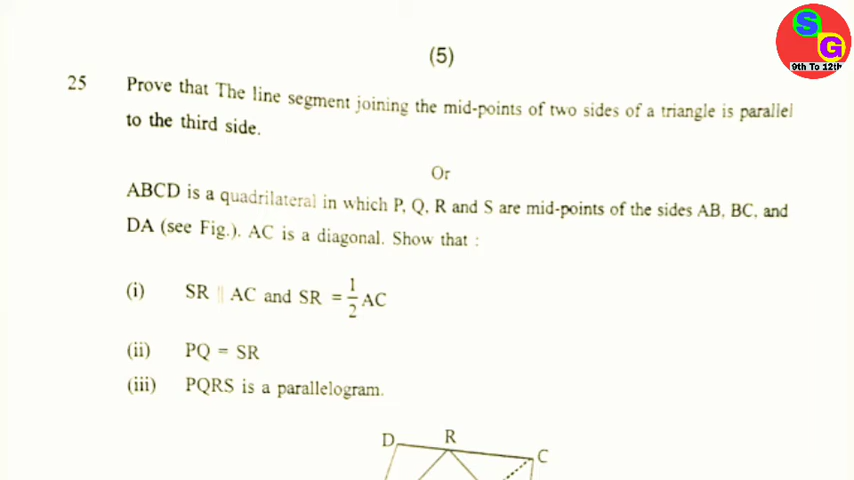 SG
9th To 12th
(5)
25 Prove that The line segment joining the mid-points of two sides of a triangle is parallel
to the third side.
Or
ABCD is a quadrilateral in which P, Q, R and S are mid-points of the sides AB, BC, and
DA (see Fig.). AC is a diagonal. Show that :
(i) SR || AC and SR = 1/2 AC
(ii) PQ = SR
(iii) PQRS is a parallelogram.
D R C